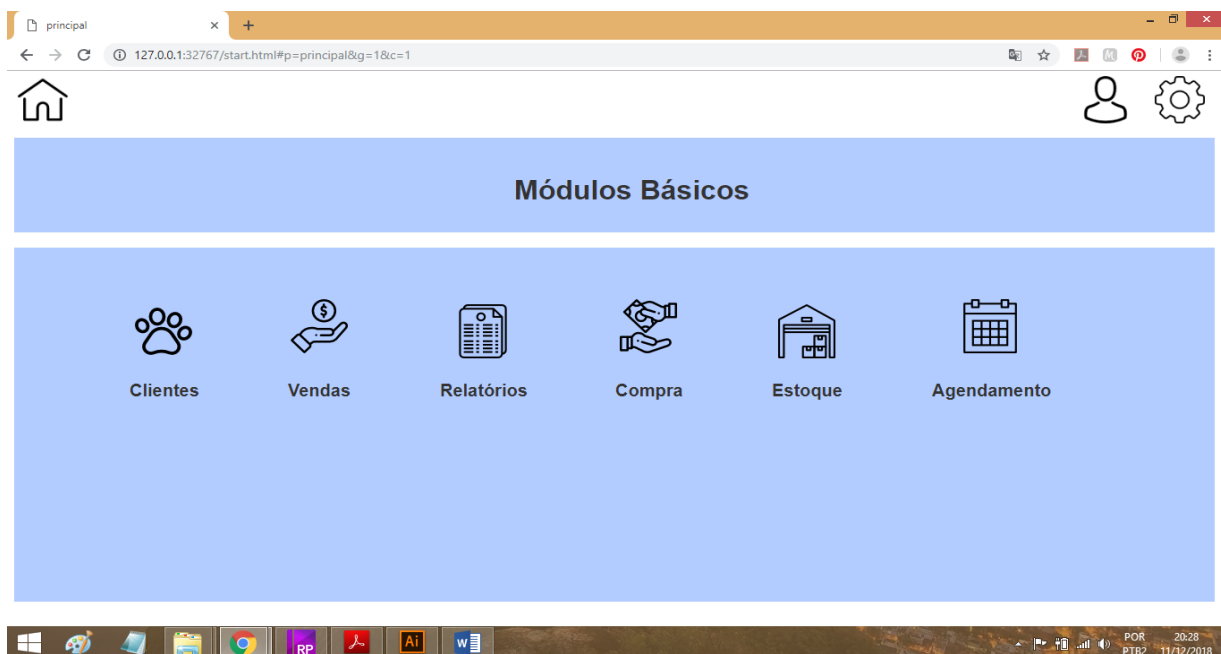 principal
127.0.0.1:32767/start.html#p=principal&g=1&c=1
Módulos Básicos
Clientes Vendas Relatórios Compra Estoque Agendamento
RP Ai W
POR 20:28
PTB2 11/12/2018